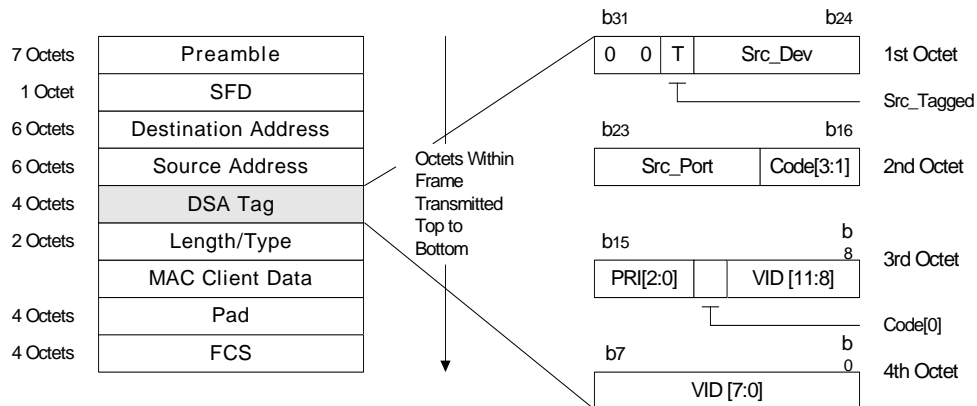 7 Octets Preamble
1 Octet SFD
6 Octets Destination Address
6 Octets Source Address
4 Octets DSA Tag
2 Octets Length/Type
MAC Client Data
4 Octets Pad
4 Octets FCS
Octets Within
Frame
Transmitted
Top to
Bottom
b31 b24
0 0 T Src_Dev 1st Octet
Src_Tagged
b23 b16
Src_Port Code[3:1] 2nd Octet
b15 b
8
PRI[2:0] VID [11:8] 3rd Octet
Code[0]
b7 b
0
VID [7:0] 4th Octet